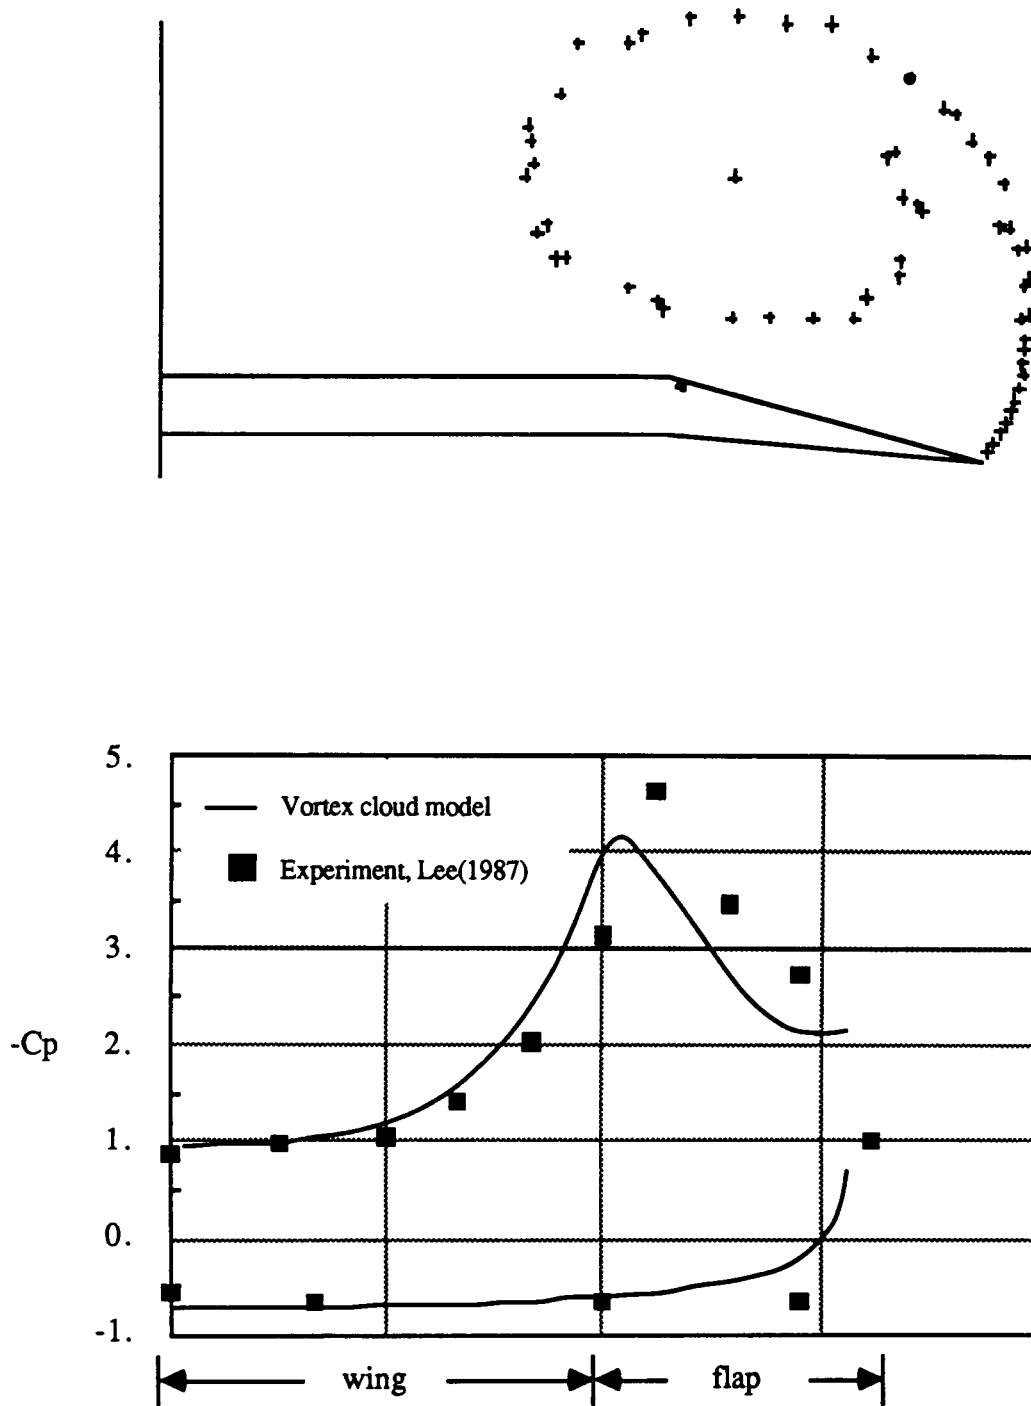 5.
Vortex cloud model
4.
Experiment, Lee(1987)
3.
-Cp
2.
1.
0.
-1.
wing
flap